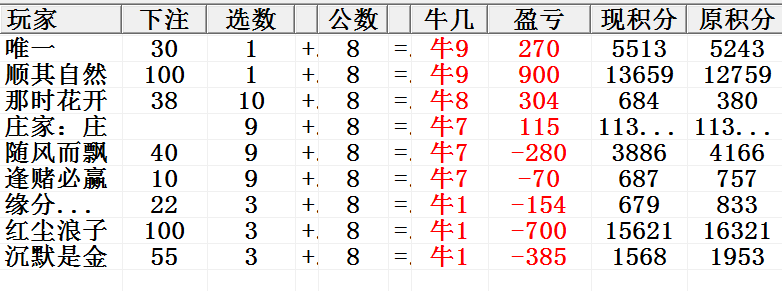 玩家 下注 选数 公数 牛几 盈亏 现积分 原积分
唯一 30 1 +. 8 =. 牛9 270 5513 5243
顺其自然 100 1 +. 8 =. 牛9 900 13659 12759
那时花开 38 10 +. 8 =. 牛8 304 684 380
庄家：庄 9 +. 8 =. 牛7 115 113... 113...
随风而飘 40 9 +. 8 =. 牛7 -280 3886 4166
逢赌必赢 10 9 +. 8 =. 牛7 -70 687 757
缘分... 22 3 +. 8 =. 牛1 -154 679 833
红尘浪子 100 3 +. 8 =. 牛1 -700 15621 16321
沉默是金 55 3 +. 8 =. 牛1 -385 1568 1953